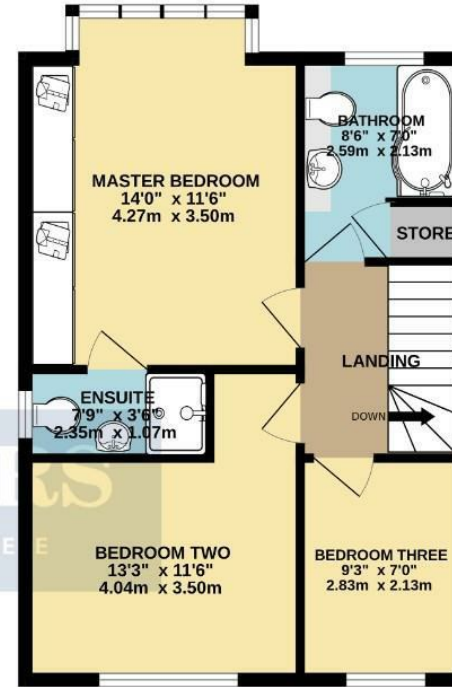 MASTER BEDROOM
14'0" x 11'6"
4.27m x 3.50m
BATHROOM
8'6" x 7'0"
2.59m x 2.13m
STORE
LANDING
DOWN
ENSUITE
7'9" x 3'6"
2.35m x 1.07m
BEDROOM TWO
13'3" x 11'6"
4.04m x 3.50m
BEDROOM THREE
9'3" x 7'0"
2.83m x 2.13m